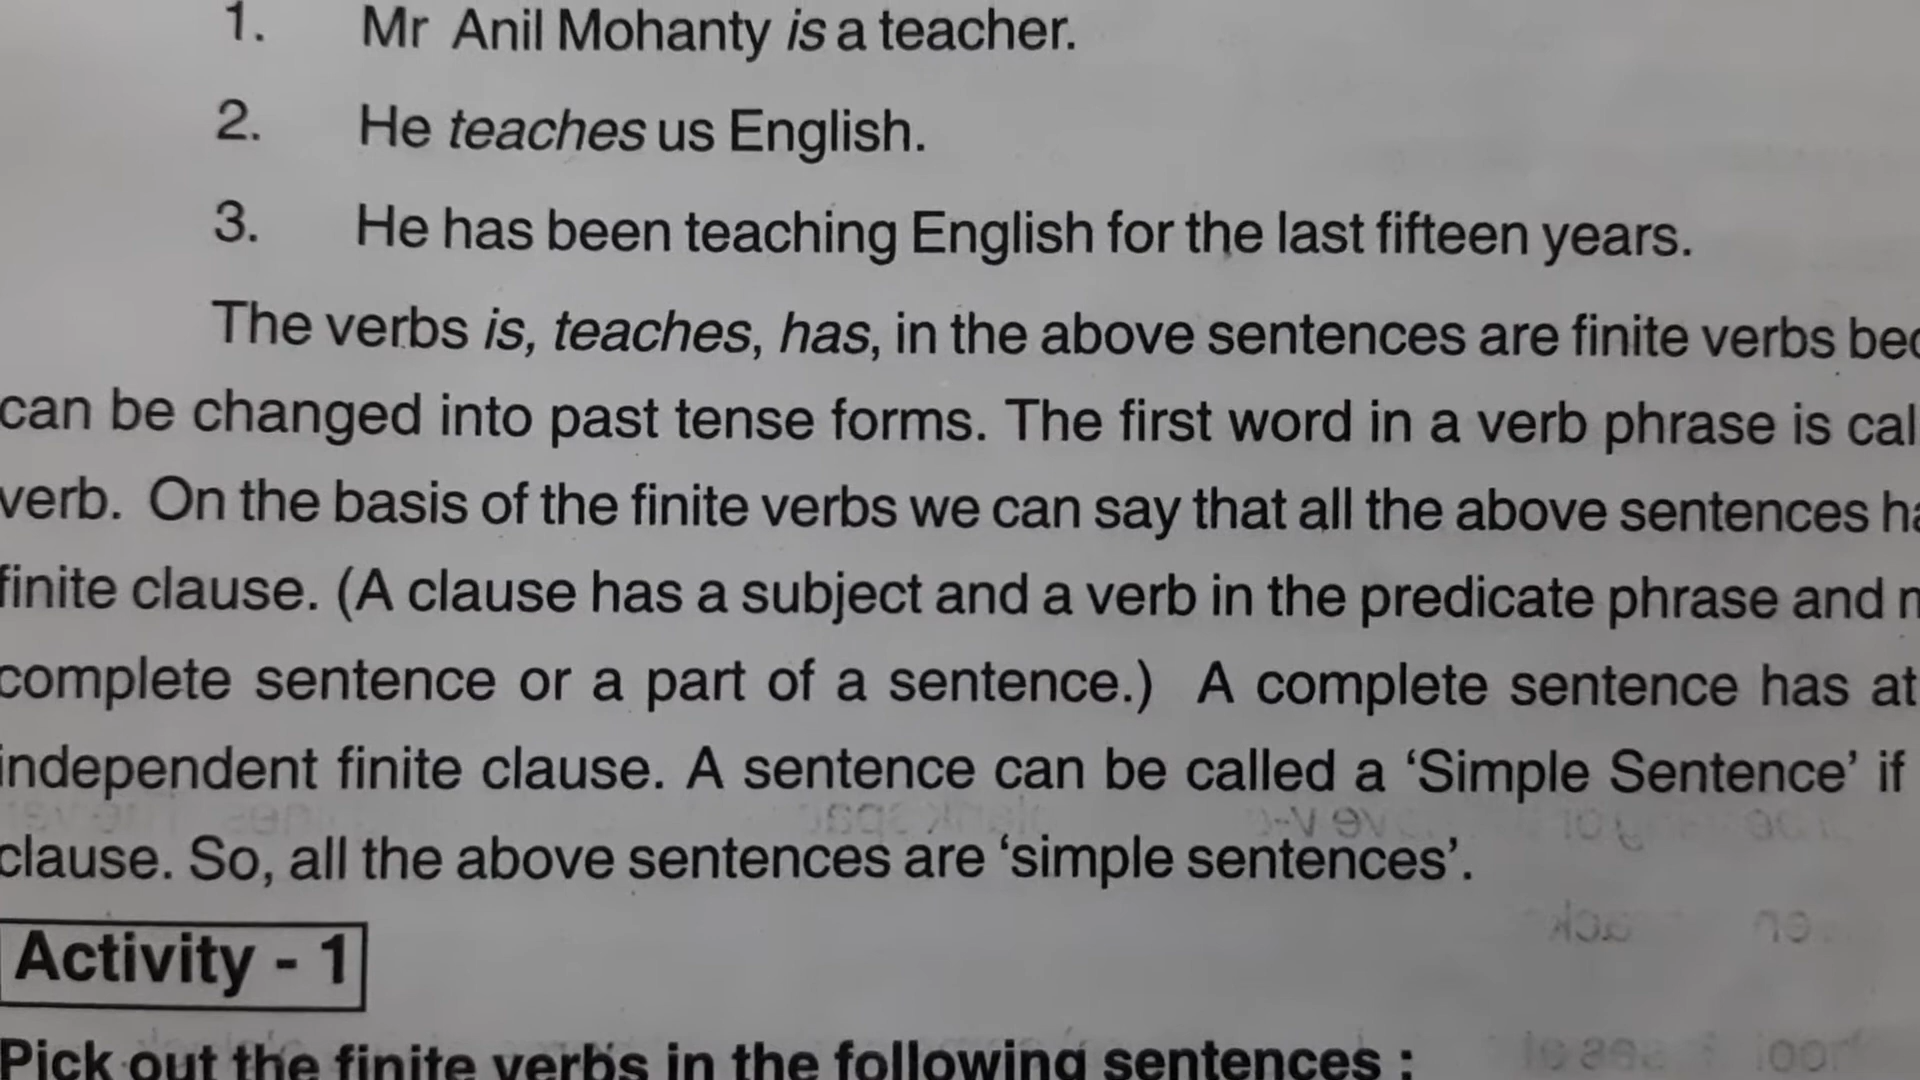 1. Mr Anil Mohanty is a teacher.
2. He teaches us English.
3. He has been teaching English for the last fifteen years.
The verbs is, teaches, has, in the above sentences are finite verbs
can be changed into past tense forms. The first word in a verb phrase is
verb. On the basis of the finite verbs we can say that all the above sentences
finite clause. (A clause has a subject and a verb in the predicate phrase and
complete sentence or a part of a sentence.) A complete sentence has at
independent finite clause. A sentence can be called a ‘Simple Sentence’ if
clause. So, all the above sentences are ‘simple sentences’.
Activity - 1
Pick out the finite verbs in the following sentences :